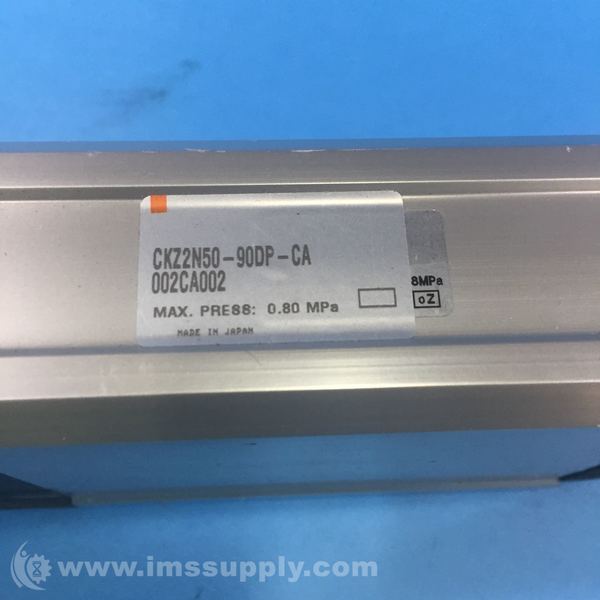 CKZ2N50-90DP-CA
002CA002
MAX. PRESS: 0.80 MPa
MADE IN JAPAN
8MPa
oZ
www.imssupply.com